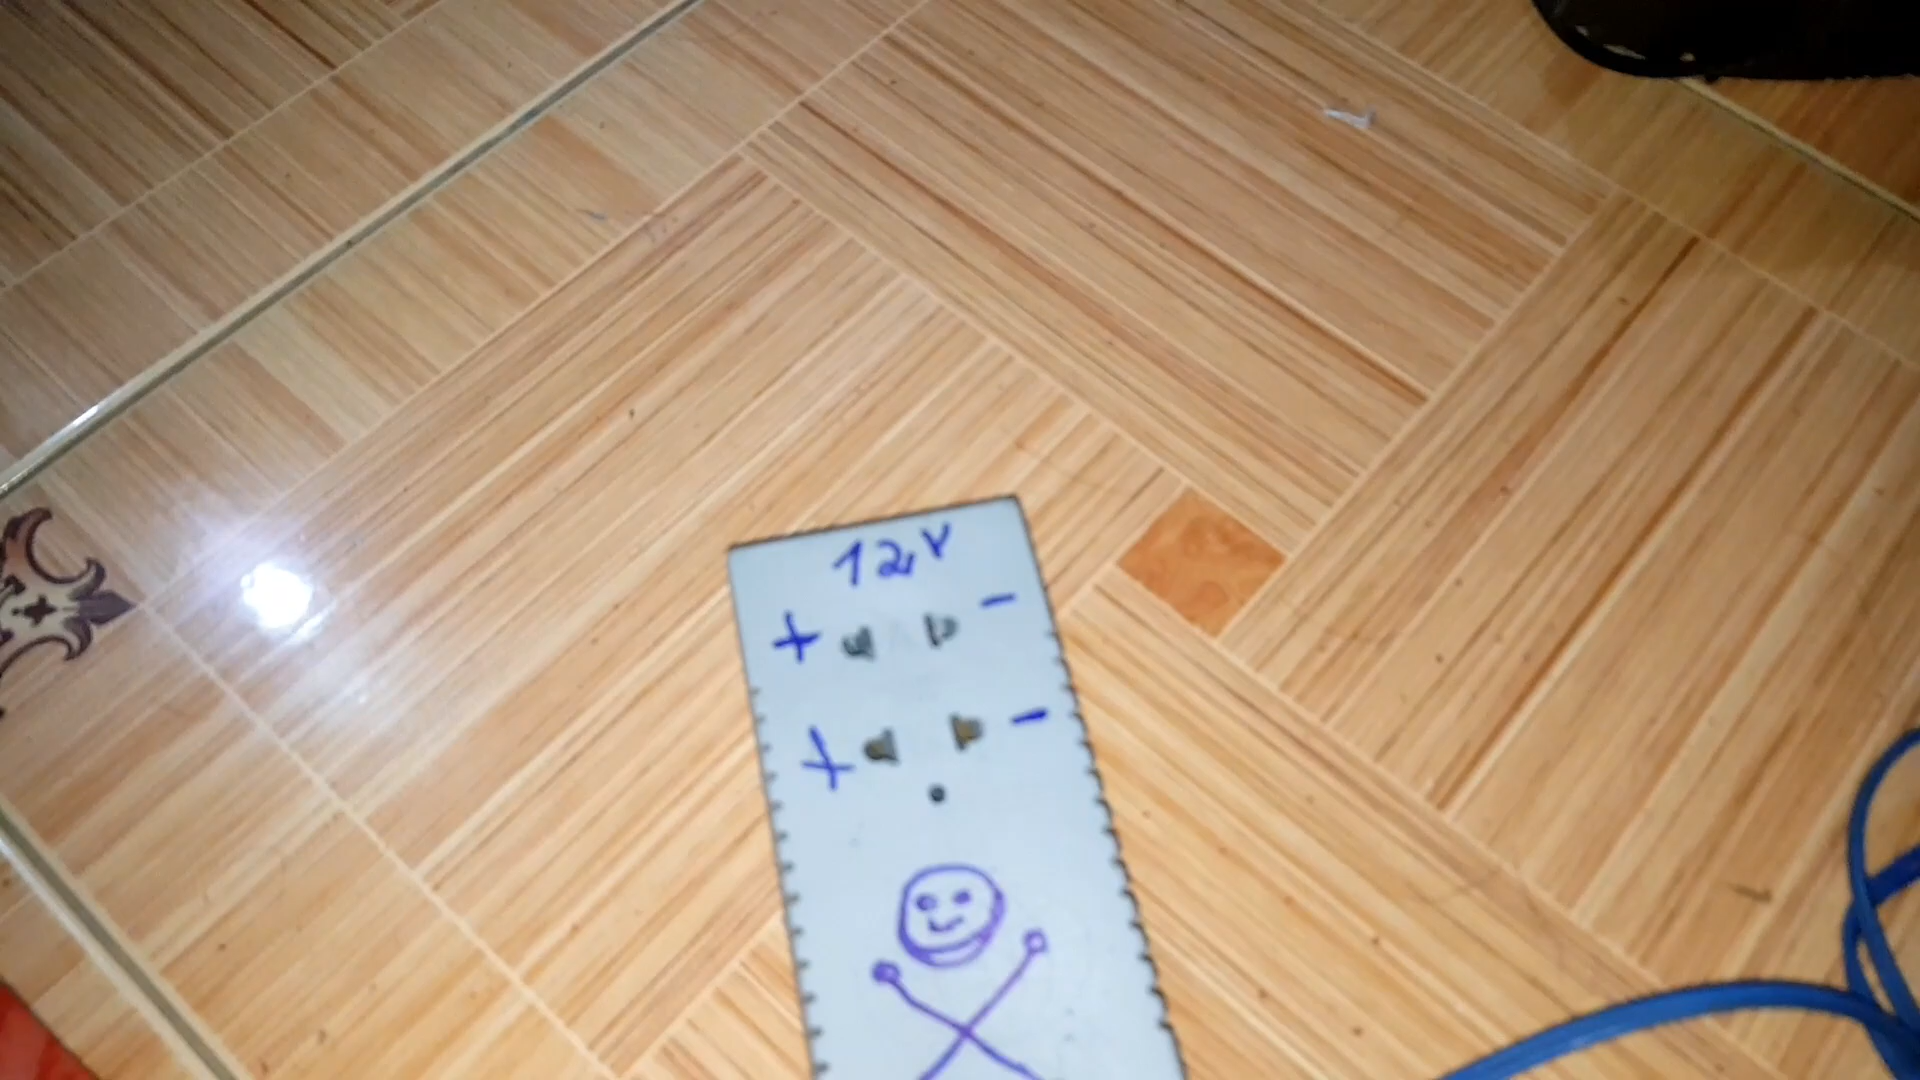 12V
+ -
+ -